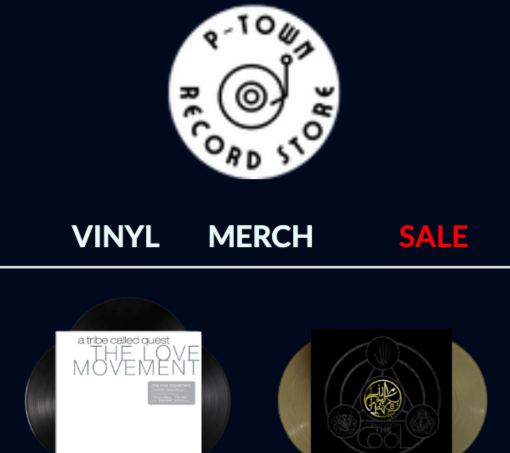 P-TOWN
RECORD STORE
VINYL MERCH SALE
a tribe called quest
THE LOVE
MOVEMENT
THE
COOL